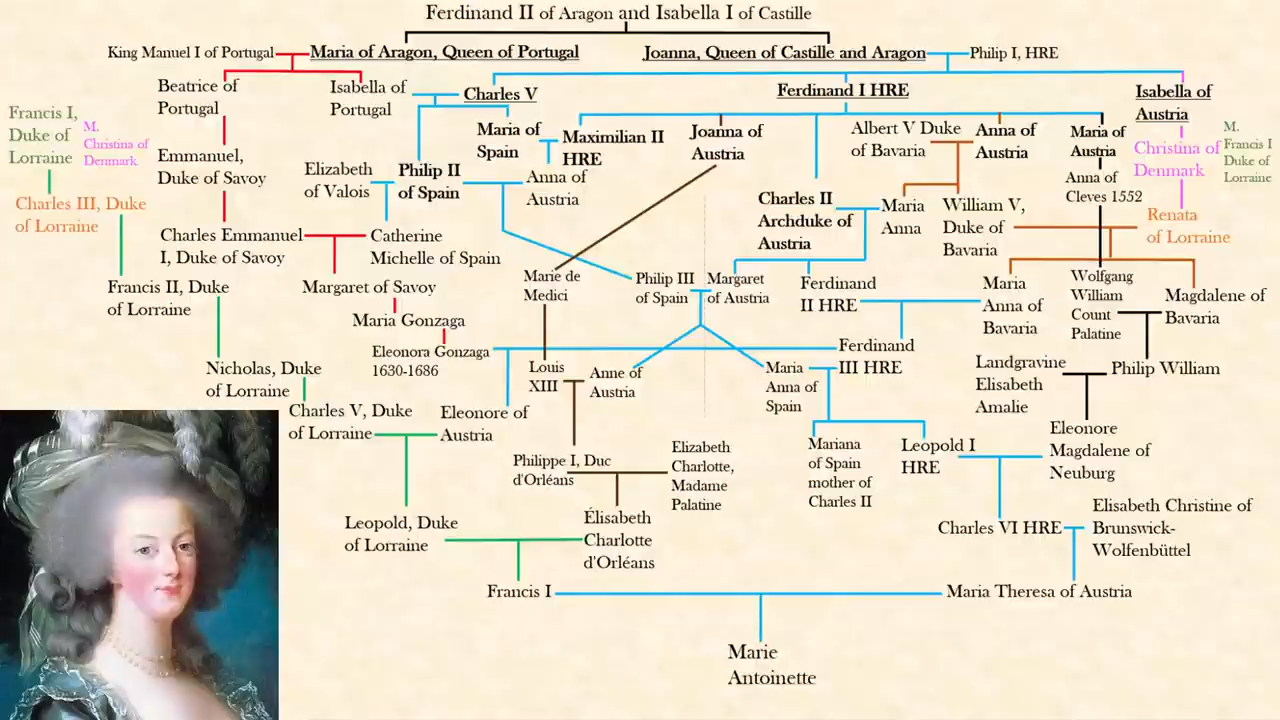 Ferdinand II of Aragon and Isabella I of Castille
King Manuel I of Portugal
Maria of Aragon, Queen of Portugal
Joanna, Queen of Castille and Aragon
Philip I, HRE
Beatrice of
Portugal
Isabella of
Portugal
Charles V
Ferdinand I HRE
Isabella of
Austria
Francis I,
Duke of
Lorraine
M.
Christina of
Denmark
Emmanuel,
Duke of Savoy
Maria of
Spain
Maximilian II
HRE
Joanna of
Austria
Albert V Duke
of Bavaria
Anna of
Austria
Maria of
Austria
Christina of
Denmark
M.
Francis I
Duke of
Lorraine
Elizabeth
of Valois
Philip II
of Spain
Anna of
Austria
Charles II
Archduke of
Austria
Maria
Anna
William V,
Duke of
Bavaria
Anna of
Cleves 1552
Renata
of Lorraine
Charles III, Duke
of Lorraine
Charles Emmanuel
I, Duke of Savoy
Catherine
Michelle of Spain
Francis II, Duke
of Lorraine
Margaret of Savoy
Marie de
Medici
Philip III
of Spain
Margaret
of Austria
Ferdinand
II HRE
Maria
Anna of
Bavaria
Wolfgang
William
Count
Palatine
Magdalene of
Bavaria
Maria Gonzaga
Eleonora Gonzaga
1630-1686
Ferdinand
III HRE
Nicholas, Duke
of Lorraine
Louis
XIII
Anne of
Austria
Maria
Anna of
Spain
Landgravine
Elisabeth
Amalie
Philip William
Charles V, Duke
of Lorraine
Eleonore of
Austria
Philippe I, Duc
d'Orléans
Elizabeth
Charlotte,
Madame
Palatine
Mariana
of Spain
mother of
Charles II
Leopold I
HRE
Eleonore
Magdalene of
Neuburg
Leopold, Duke
of Lorraine
Élisabeth
Charlotte
d'Orléans
Charles VI HRE
Elisabeth Christine of
Brunswick-
Wolfenbüttel
Francis I
Maria Theresa of Austria
Marie
Antoinette